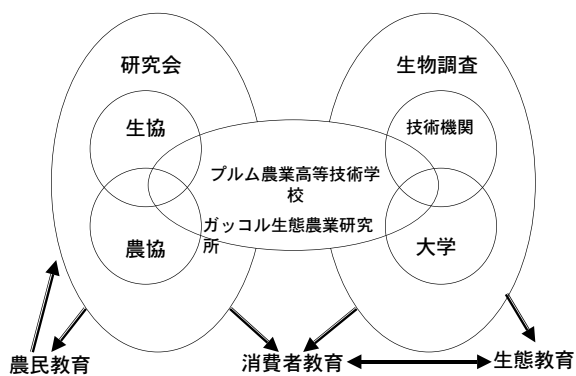 研究会
生物調査
生協
技術機関
プルム農業高等技術学
校
ガッコル生態農業研究
所
農協
大学
農民教育
消費者教育
生態教育